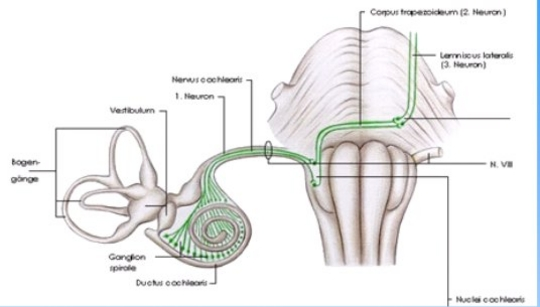 Corpus trapezoideum (2. Neuron)
Lemniscus lateralis
(3. Neuron)
Nervus cochlearis
1. Neuron
Vestibulum
Bogen-
gänge
N. VIII
Ganglion
spirale
Ductus cochlearis
Nuclei cochlearis